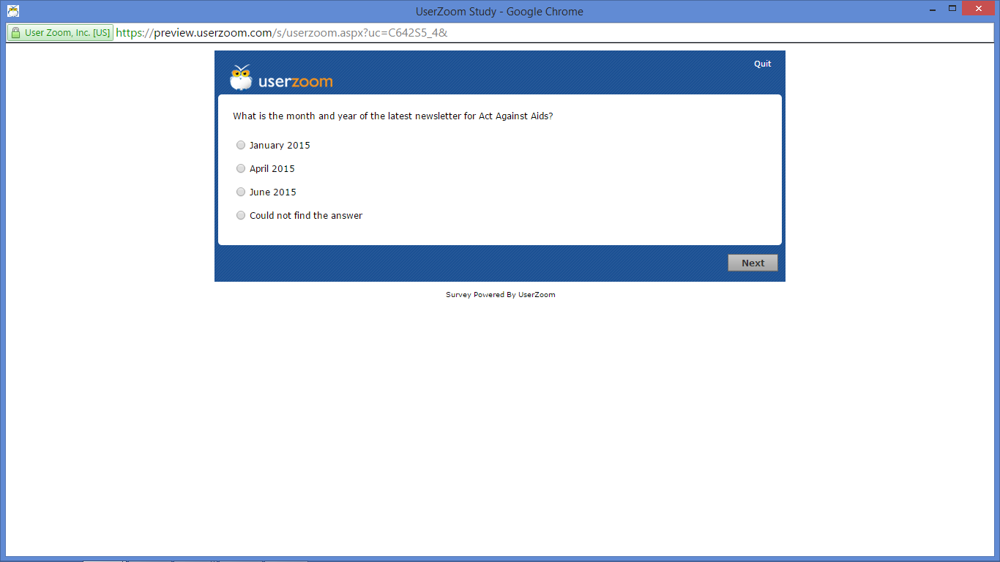 UserZoom Study - Google Chrome
User Zoom, Inc. [US] https://preview.userzoom.com/s/userzoom.aspx?uc=C642S5_4&
Quit
userzoom
What is the month and year of the latest newsletter for Act Against Aids?
January 2015
April 2015
June 2015
Could not find the answer
Next
Survey Powered By UserZoom